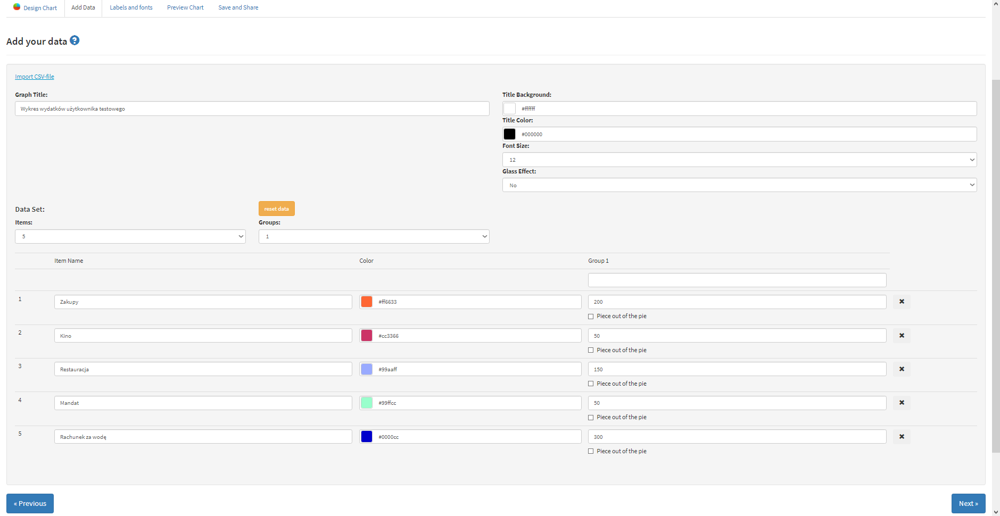 Design Chart Add Data Labels and fonts Preview Chart Save and Share
Add your data ?
Import CSV-file
Graph Title: Title Background:
Wykres wydatków użytkownika testowego #ffffff
Title Color:
#000000
Font Size:
12
Glass Effect:
No
Data Set: reset data
Items: Groups:
5 1
Item Name Color Group 1
1 Zakupy #ff6633 200
Piece out of the pie
2 Kino #cc3366 50
Piece out of the pie
3 Restauracja #99aaff 150
Piece out of the pie
4 Mandat #99ffcc 50
Piece out of the pie
5 Rachunek za wodę #0000cc 300
Piece out of the pie
« Previous Next »